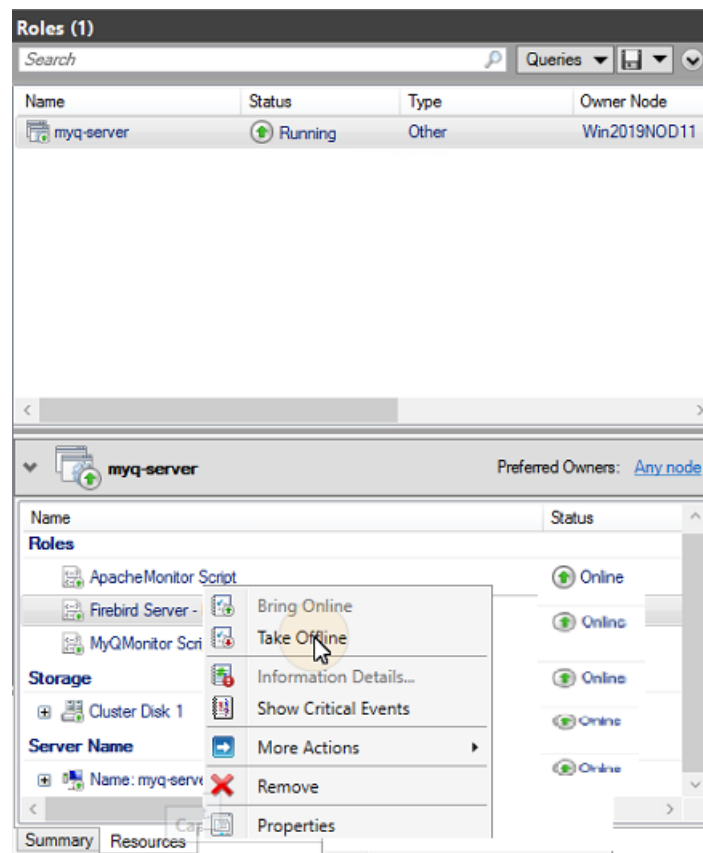 Roles (1)
Search Queries
Name Status Type Owner Node
myq-server Running Other Win2019NOD11
myq-server Preferred Owners: Any node
Name Status
Roles
ApacheMonitor Script Online
Firebird Server - Online
MyQMonitor Scri Online
Storage
Cluster Disk 1 Online
Server Name
Name: myq-serve Online
Bring Online
Take Offline
Information Details...
Show Critical Events
More Actions
Remove
Properties
Summary Resources